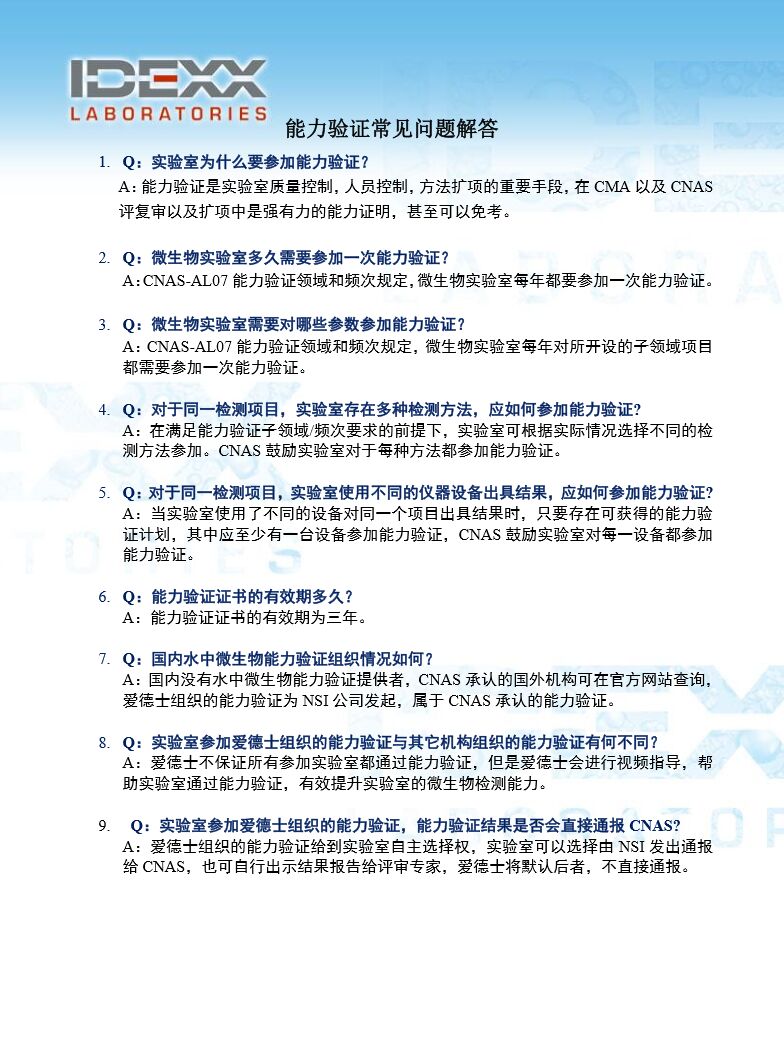 IDEXX
LABORATORIES
能力验证常见问题解答
1. Q：实验室为什么要参加能力验证？
A：能力验证是实验室质量控制，人员控制，方法扩项的重要手段，在 CMA 以及 CNAS
评复审以及扩项中是强有力的能力证明，甚至可以免考。
2. Q：微生物实验室多久需要参加一次能力验证？
A：CNAS-AL07 能力验证领域和频次规定，微生物实验室每年都要参加一次能力验证。
3. Q：微生物实验室需要对哪些参数参加能力验证？
A：CNAS-AL07 能力验证领域和频次规定，微生物实验室每年对所开设的子领域项目
都需要参加一次能力验证。
4. Q：对于同一检测项目，实验室存在多种检测方法，应如何参加能力验证?
A：在满足能力验证子领域/频次要求的前提下，实验室可根据实际情况选择不同的检
测方法参加。CNAS 鼓励实验室对于每种方法都参加能力验证。
5. Q：对于同一检测项目，实验室使用不同的仪器设备出具结果，应如何参加能力验证?
A：当实验室使用了不同的设备对同一个项目出具结果时，只要存在可获得的能力验
证计划，其中应至少有一台设备参加能力验证，CNAS 鼓励实验室对每一设备都参加
能力验证。
6. Q：能力验证证书的有效期多久？
A：能力验证证书的有效期为三年。
7. Q：国内水中微生物能力验证组织情况如何？
A：国内没有水中微生物能力验证提供者，CNAS 承认的国外机构可在官方网站查询，
爱德士组织的能力验证为 NSI 公司发起，属于 CNAS 承认的能力验证。
8. Q：实验室参加爱德士组织的能力验证与其它机构组织的能力验证有何不同？
A：爱德士不保证所有参加实验室都通过能力验证，但是爱德士会进行视频指导，帮
助实验室通过能力验证，有效提升实验室的微生物检测能力。
9. Q：实验室参加爱德士组织的能力验证，能力验证结果是否会直接通报 CNAS?
A：爱德士组织的能力验证给到实验室自主选择权，实验室可以选择由 NSI 发出通报
给 CNAS，也可自行出示结果报告给评审专家，爱德士将默认后者，不直接通报。